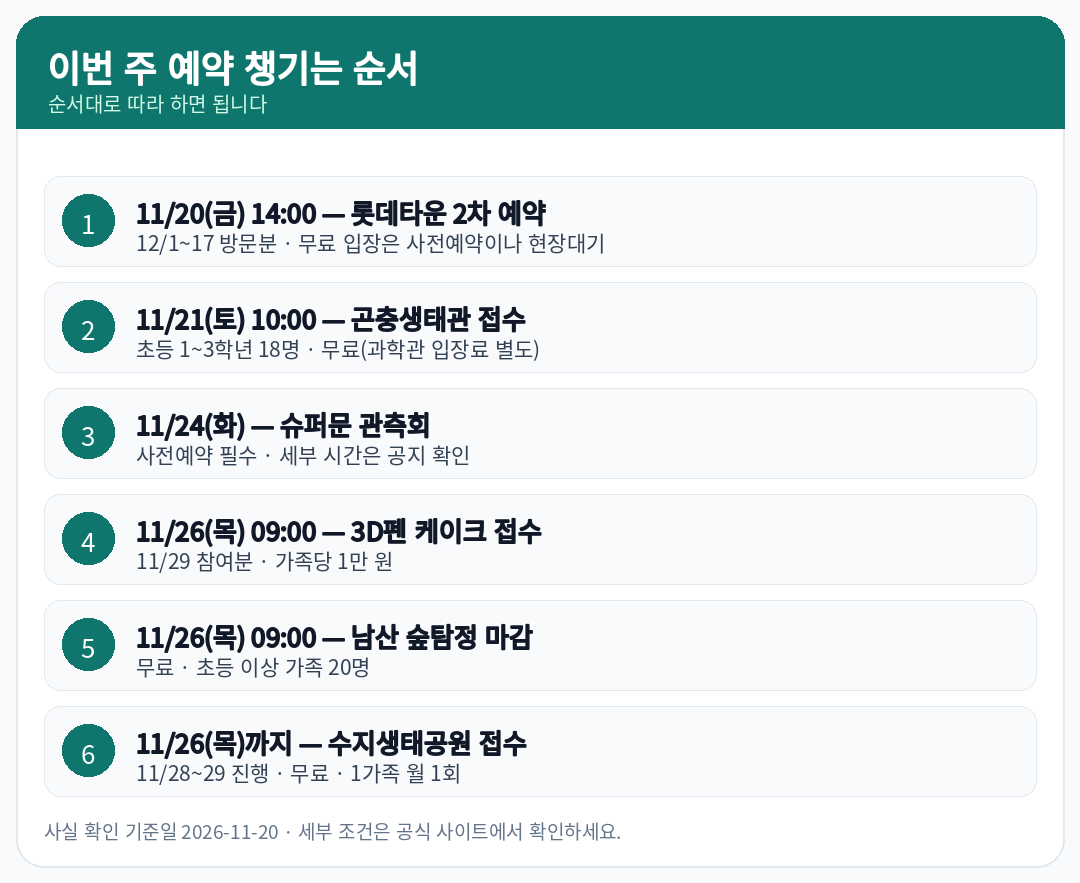 이번 주 예약 챙기는 순서
순서대로 따라 하면 됩니다
1
11/20(금) 14:00 — 롯데타운 2차 예약
12/1~17 방문분 · 무료 입장은 사전예약이나 현장대기
2
11/21(토) 10:00 — 곤충생태관 접수
초등 1~3학년 18명 · 무료(과학관 입장료 별도)
3
11/24(화) — 슈퍼문 관측회
사전예약 필수 · 세부 시간은 공지 확인
4
11/26(목) 09:00 — 3D펜 케이크 접수
11/29 참여분 · 가족당 1만 원
5
11/26(목) 09:00 — 남산 숲탐정 마감
무료 · 초등 이상 가족 20명
6
11/26(목)까지 — 수지생태공원 접수
11/28~29 진행 · 무료 · 1가족 월 1회
사실 확인 기준일 2026-11-20 · 세부 조건은 공식 사이트에서 확인하세요.